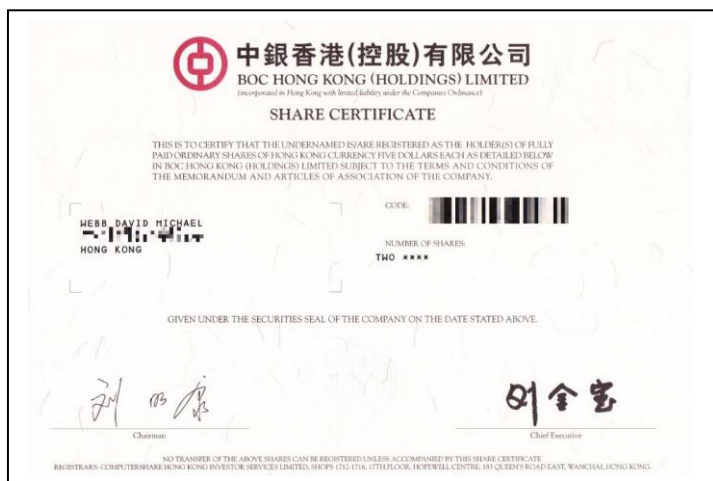 中銀香港(控股)有限公司
BOC HONG KONG (HOLDINGS) LIMITED
(incorporated in Hong Kong with limited liability under the Companies Ordinance)
SHARE CERTIFICATE
THIS IS TO CERTIFY THAT THE UNDERNAMED IS/ARE REGISTERED AS THE HOLDER(S) OF FULLY
PAID ORDINARY SHARES OF HONG KONG CURRENCY FIVE DOLLARS EACH AS DETAILED BELOW
IN BOC HONG KONG (HOLDINGS) LIMITED SUBJECT TO THE TERMS AND CONDITIONS OF
THE MEMORANDUM AND ARTICLES OF ASSOCIATION OF THE COMPANY.
WEBB DAVID MICHAEL
HONG KONG
CODE:
NUMBER OF SHARES:
TWO ****
GIVEN UNDER THE SECURITIES SEAL OF THE COMPANY ON THE DATE STATED ABOVE.
刘明康
刘金宝
Chairman
Chief Executive
NO TRANSFER OF THE ABOVE SHARES CAN BE REGISTERED UNLESS ACCOMPANIED BY THIS SHARE CERTIFICATE.
REGISTRARS: COMPUTERSHARE HONG KONG INVESTOR SERVICES LIMITED, SHOPS 1712-1716, 17TH FLOOR, HOPEWELL CENTRE, 183 QUEEN'S ROAD EAST, WANCHAI, HONG KONG.